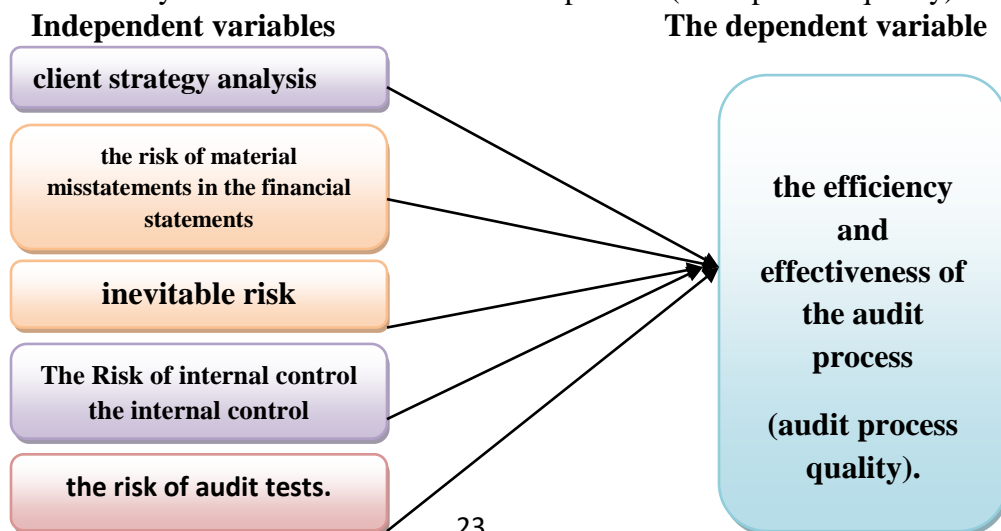 Independent variables
The dependent variable
client strategy analysis
the risk of material
misstatements in the financial
statements
inevitable risk
The Risk of internal control
the internal control
the risk of audit tests.
the efficiency
and
effectiveness of
the audit
process
(audit process
quality).
23